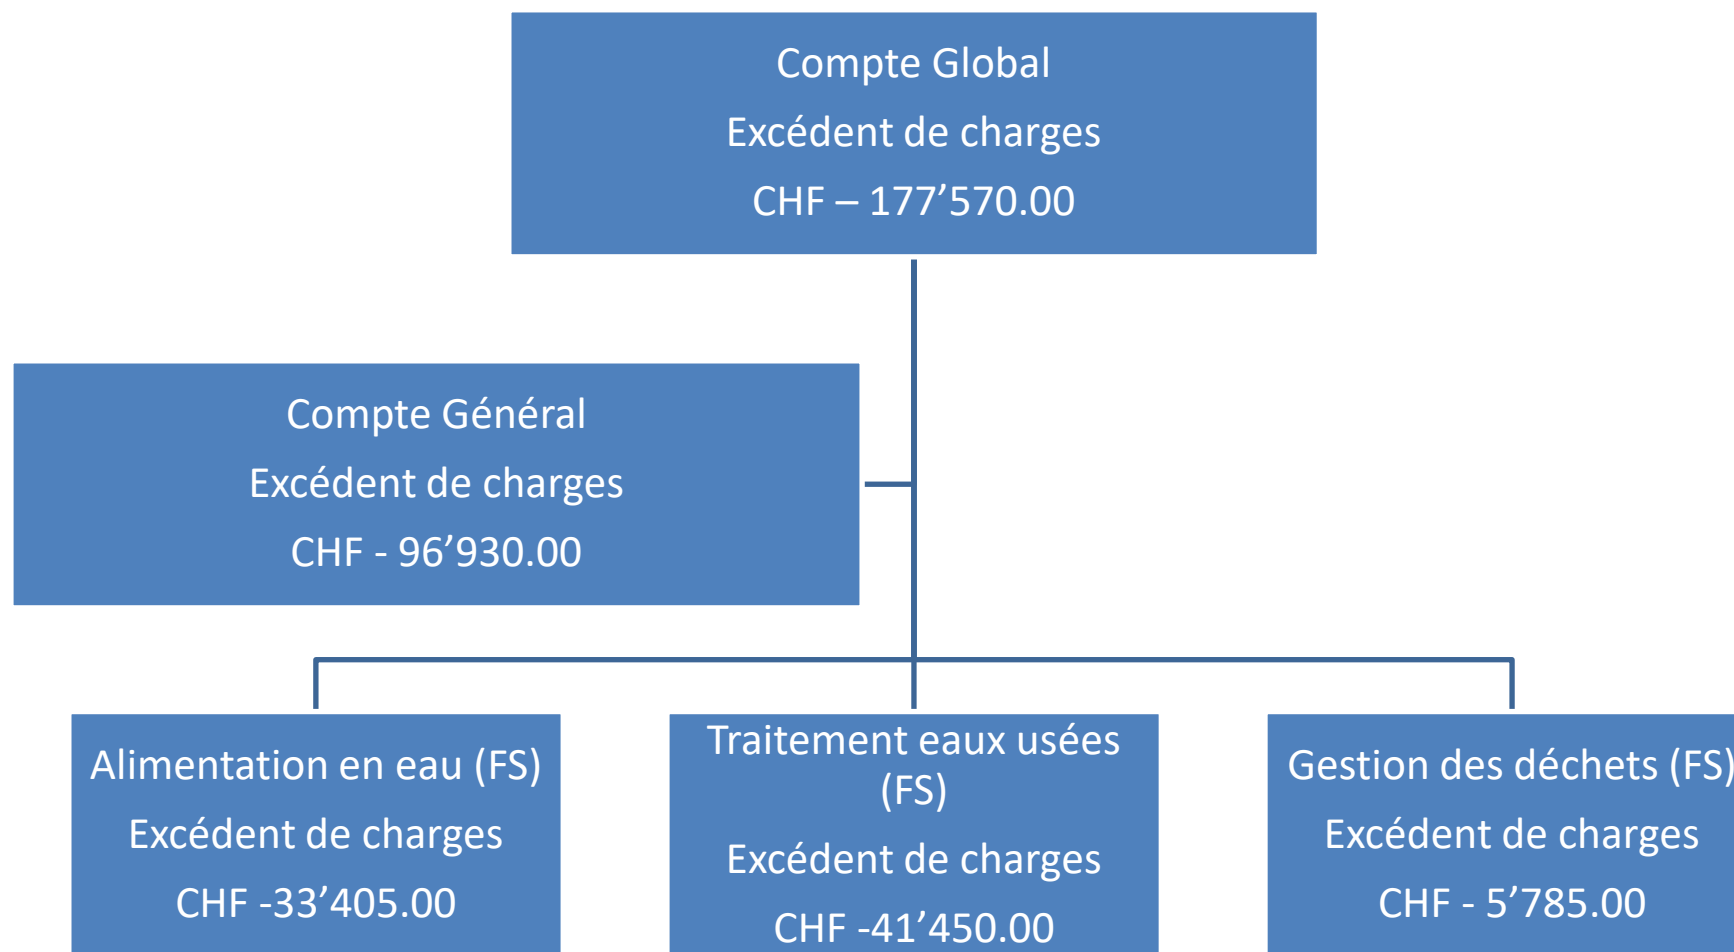 Compte Global
Excédent de charges
CHF – 177’570.00
Compte Général
Excédent de charges
CHF - 96’930.00
Alimentation en eau (FS)
Excédent de charges
CHF -33’405.00
Traitement eaux usées
(FS)
Excédent de charges
CHF -41’450.00
Gestion des déchets (FS)
Excédent de charges
CHF - 5’785.00